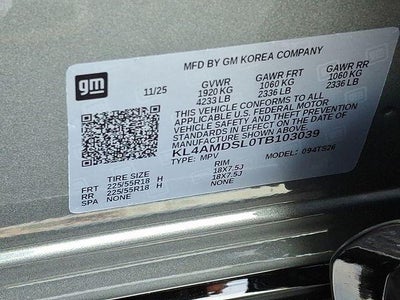 MFD BY GM KOREA COMPANY
gm
11/25 GVWR GAWR FRT GAWR RR
1920 KG 1060 KG 1060 KG
4233 LB 2336 LB 2336 LB
THIS VEHICLE CONFORMS TO ALL
APPLICABLE U.S. FEDERAL MOTOR
VEHICLE SAFETY AND THEFT PREVENTION
STANDARDS IN EFFECT ON THE DATE OF
MANUFACTURE SHOWN ABOVE
KL4AMDSL0TB103039
TYPE: MPV MODEL: 094TS26
TIRE SIZE RIM
FRT 225/55R18 H 18X7.5J
RR 225/55R18 H 18X7.5J
SPA NONE NONE